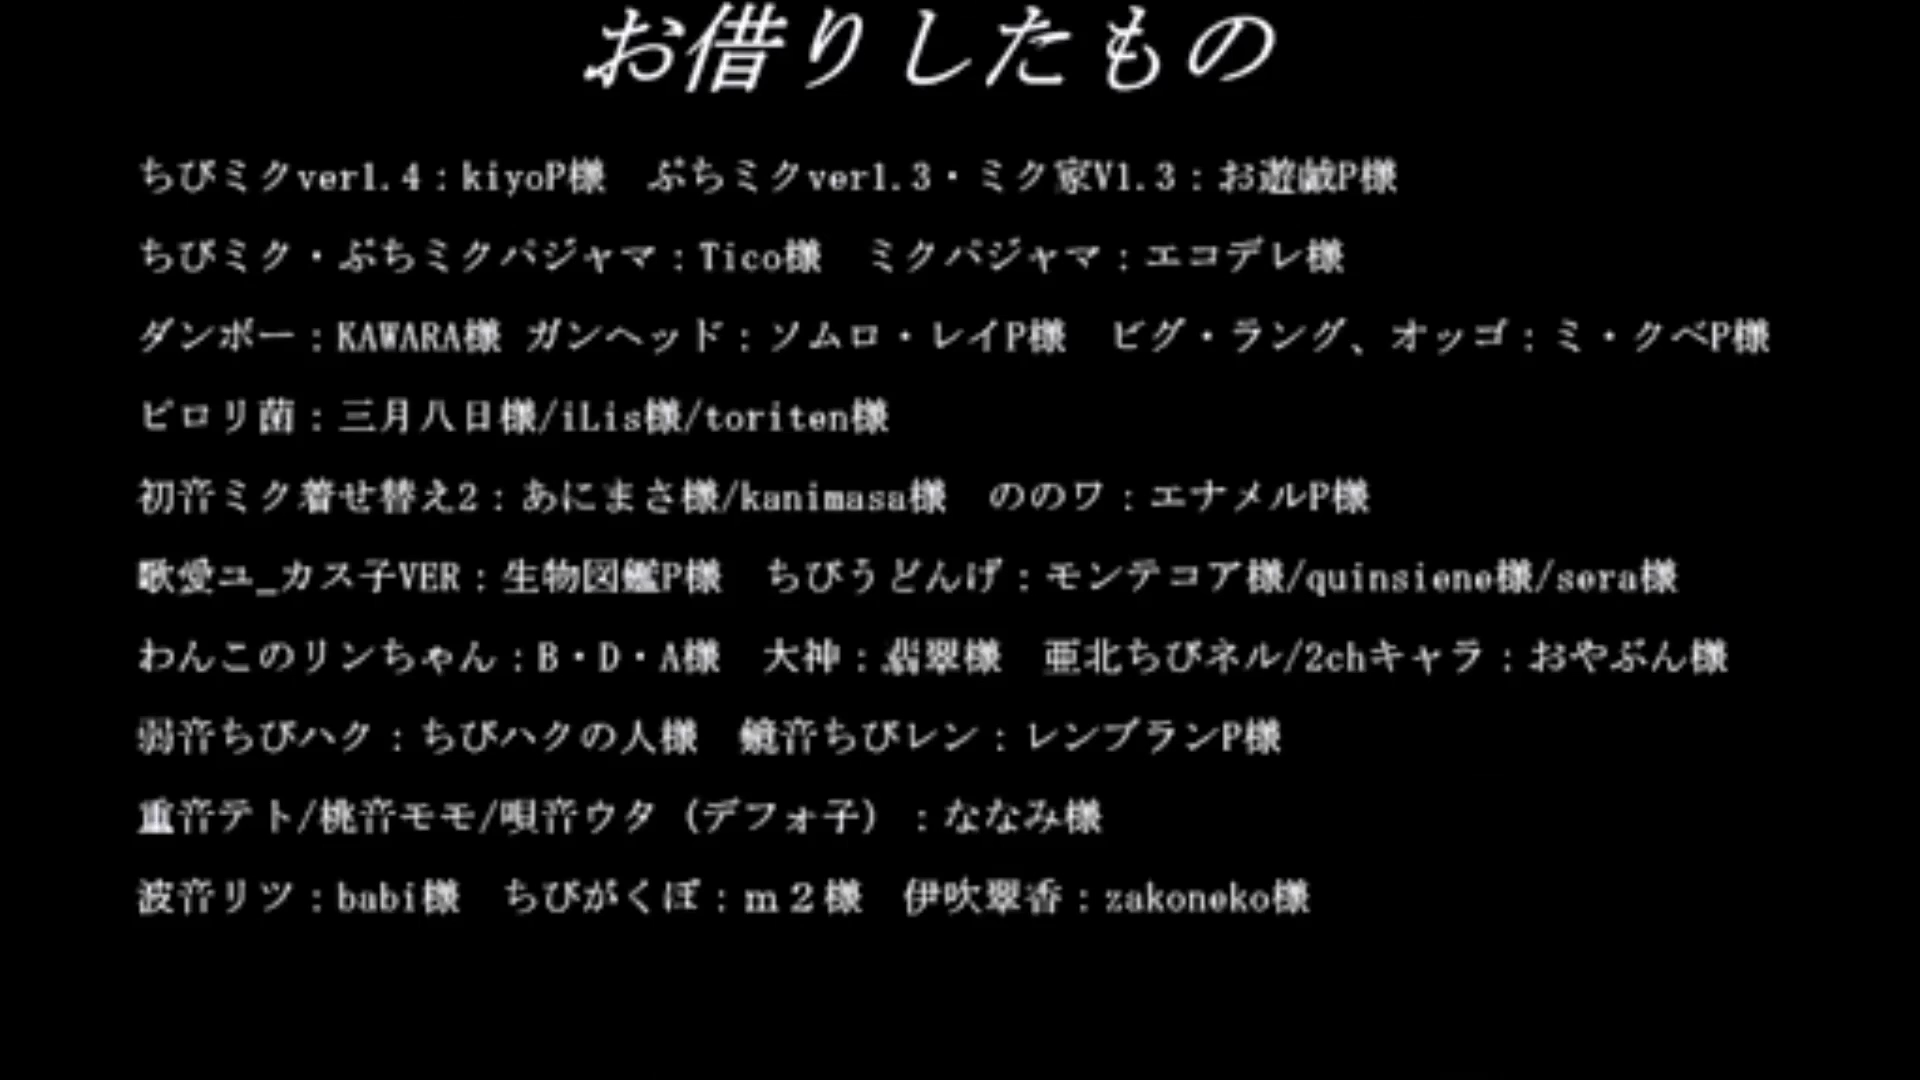 お借りしたもの
ちびミクver1.4：kiyoP様　ぷちミクver1.3・ミク家V1.3：お遊戯P様
ちびミク・ぷちミクパジャマ：Tico様　ミクパジャマ：エコデレ様
ダンボー：KAWARA様 ガンヘッド：ソムロ・レイP様　ビグ・ラング、オッゴ：ミ・クベP様
ピロリ菌：三月八日様/iLis様/toriten様
初音ミク着せ替え2：あにまさ様/kanimasa様　ののワ：エナメルP様
歌愛ユ_カス子VER：生物図鑑P様　ちびうどんげ：モンテコア様/quinsiene様/sera様
わんこのリンちゃん：B・D・A様　大神：翡翠様　亜北ちびネル/2chキャラ：おやぶん様
弱音ちびハク：ちびハクの人様　鏡音ちびレン：レンブランP様
重音テト/桃音モモ/唄音ウタ（デフォ子）：ななみ様
波音リツ：babi様　ちびがくぽ：ｍ２様　伊吹翠香：zakoneko様